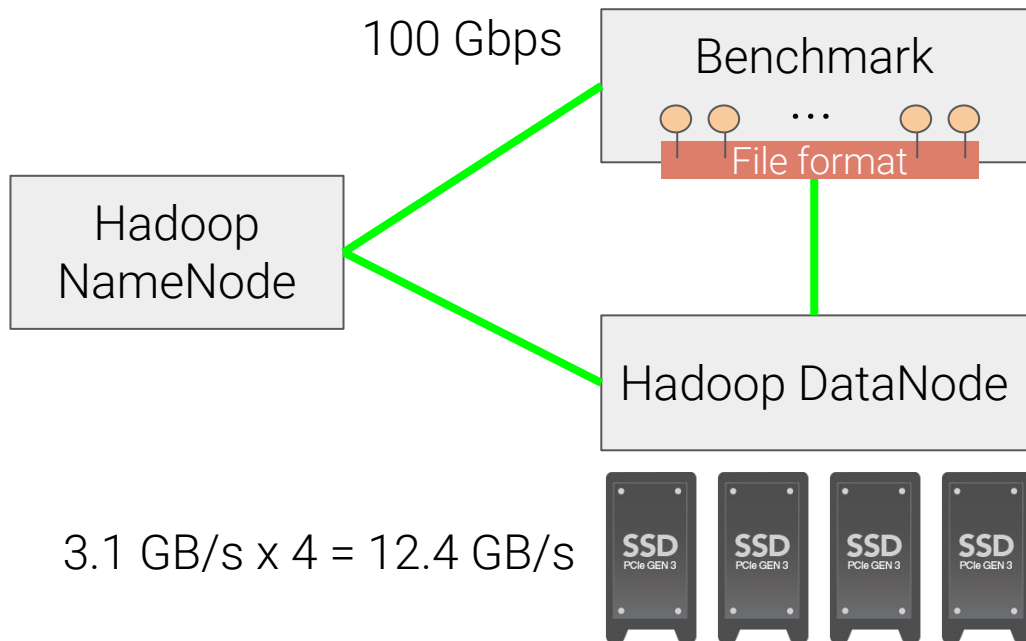 100 Gbps
Benchmark
...
File format
Hadoop
NameNode
Hadoop DataNode
3.1 GB/s x 4 = 12.4 GB/s
SSD
PCIe GEN 3
SSD
PCIe GEN 3
SSD
PCIe GEN 3
SSD
PCIe GEN 3